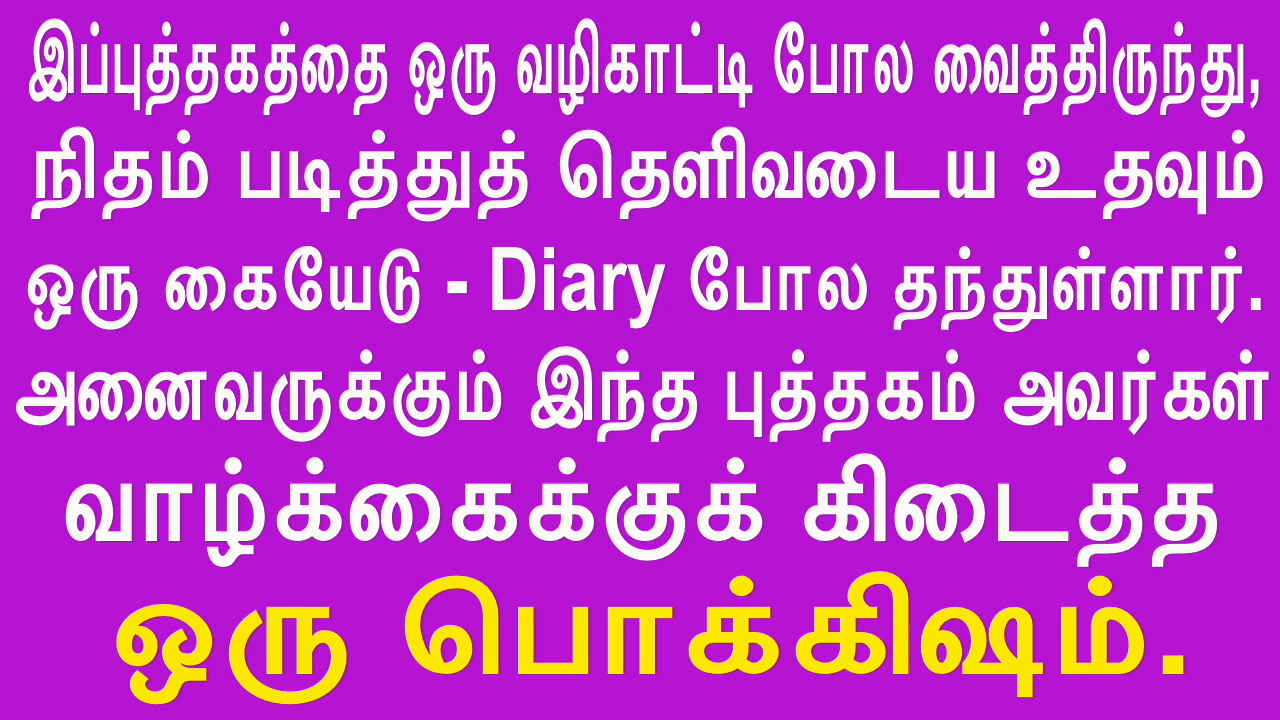 இப்புத்தகத்தை ஒரு வழிகாட்டி போல வைத்திருந்து,
நிதம் படித்துத் தெளிவடைய உதவும்
ஒரு கையேடு - Diary போல தந்துள்ளார்.
அனைவருக்கும் இந்த புத்தகம் அவர்கள்
வாழ்க்கைக்குக் கிடைத்த
ஒரு பொக்கிஷம்.